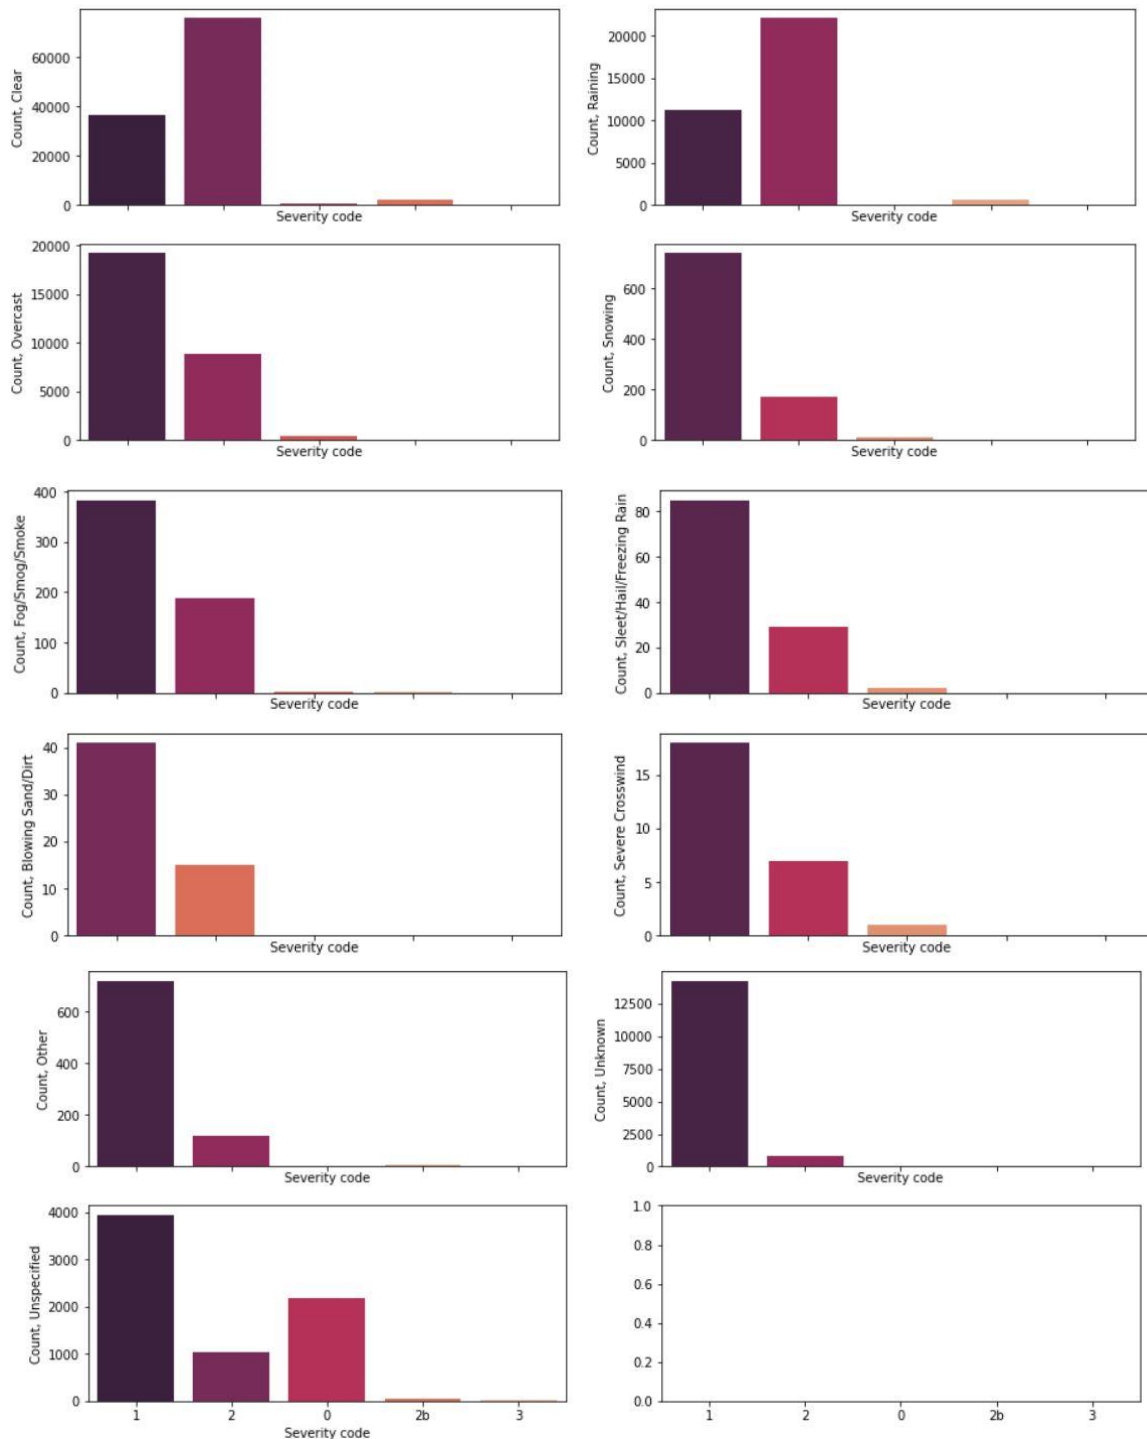 Count, Clear
60000
40000
20000
0
Severity code
Count, Raining
20000
15000
10000
5000
0
Severity code
Count, Overcast
20000
15000
10000
5000
0
Severity code
Count, Snowing
600
400
200
0
Severity code
Count, Fog/Smog/Smoke
400
300
200
100
0
Severity code
Count, Sleet/Hail/Freezing Rain
80
60
40
20
0
Severity code
Count, Blowing Sand/Dirt
40
30
20
10
0
Severity code
Count, Severe Crosswind
15
10
5
0
Severity code
Count, Other
600
400
200
0
Severity code
Count, Unknown
12500
10000
7500
5000
2500
0
Severity code
Count, Unspecified
4000
3000
2000
1000
0
1 2 0 2b 3
Severity code
1.0
0.8
0.6
0.4
0.2
0.0
1 2 0 2b 3